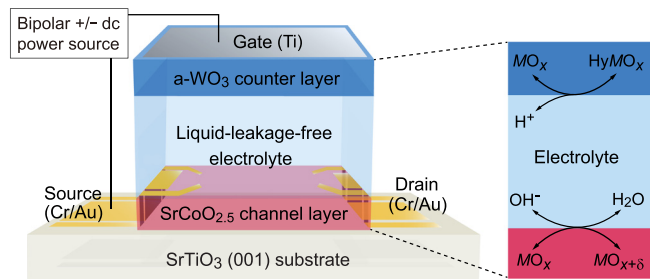 Bipolar +/− dc
power source
Gate (Ti)
a-WO₃ counter layer
Liquid-leakage-free
electrolyte
Source
(Cr/Au)
Drain
(Cr/Au)
SrCoO₂.₅ channel layer
SrTiO₃ (001) substrate
MOₓ
HyMOₓ
H⁺
Electrolyte
OH⁻
H₂O
MOₓ
MOₓ₊δ